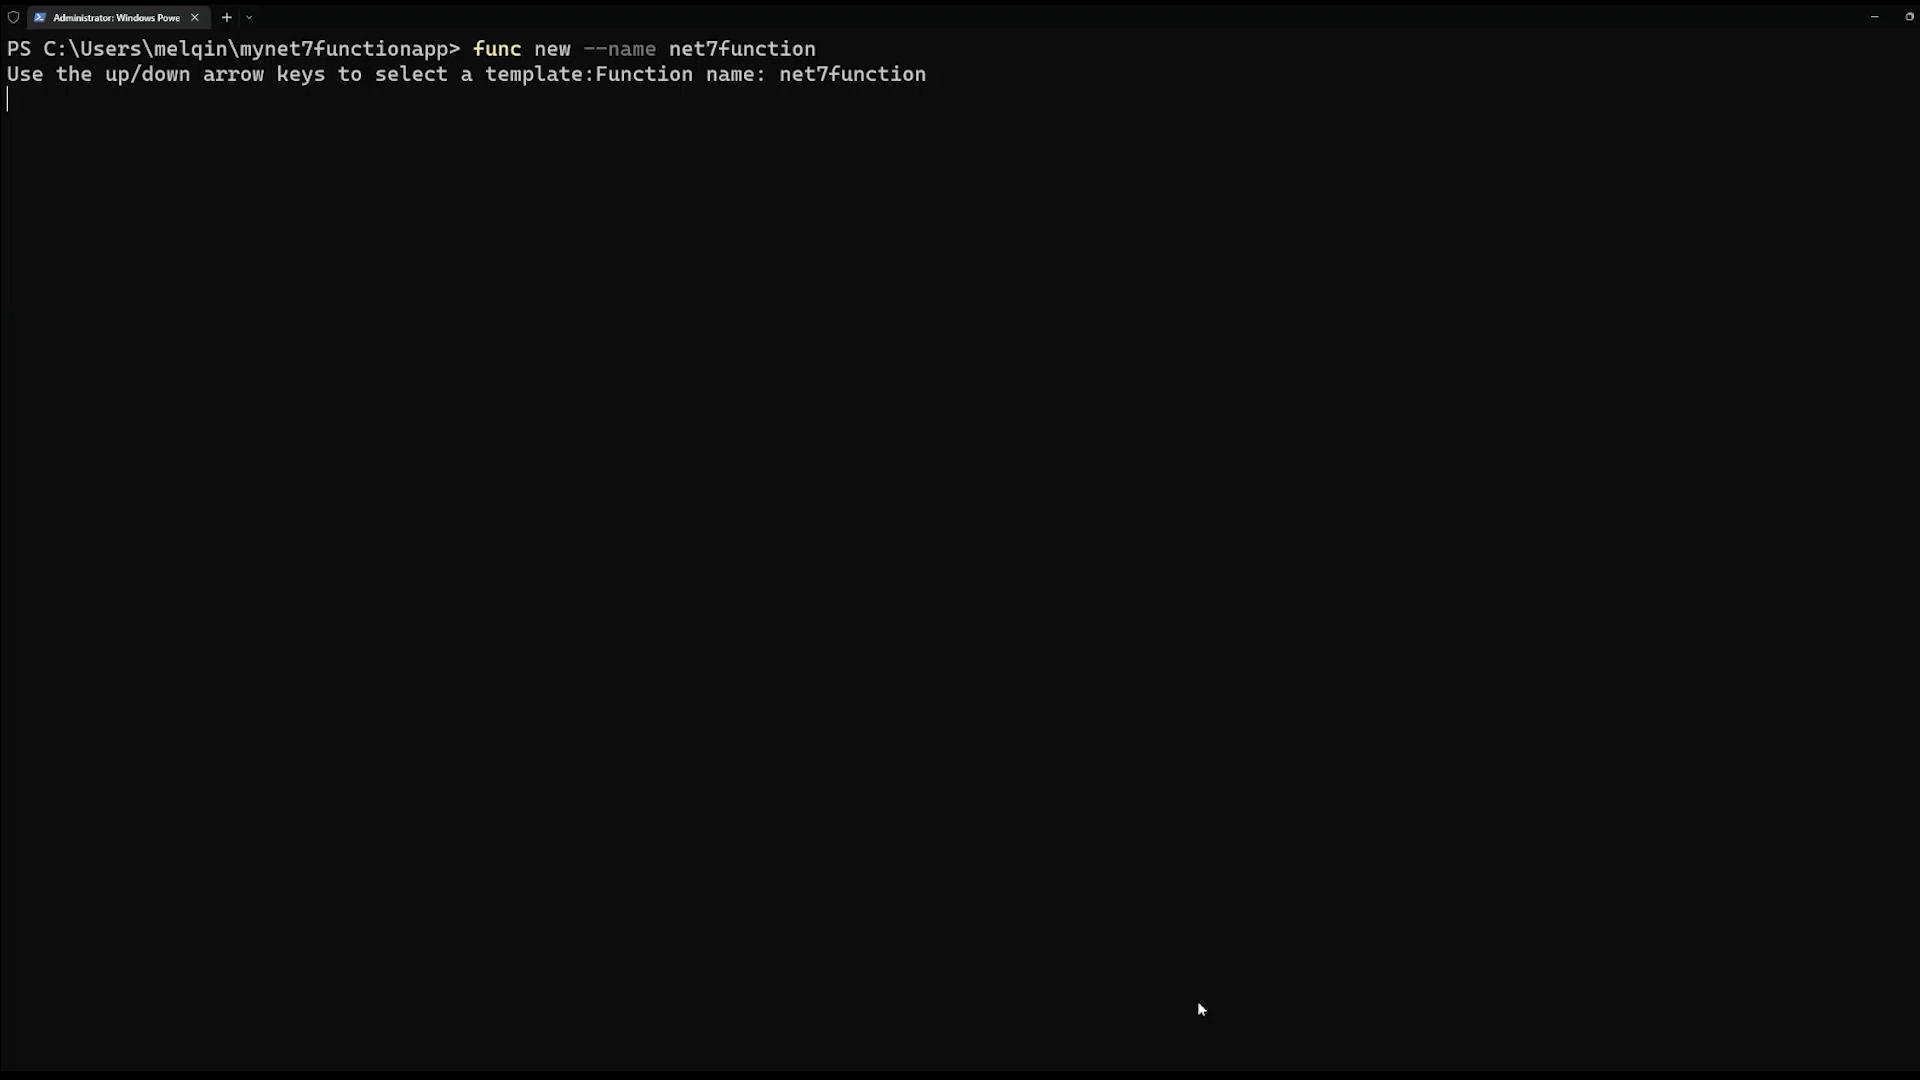 Administrator: Windows Powe
PS C:\Users\melqin\mynet7functionapp> func new --name net7function
Use the up/down arrow keys to select a template:Function name: net7function